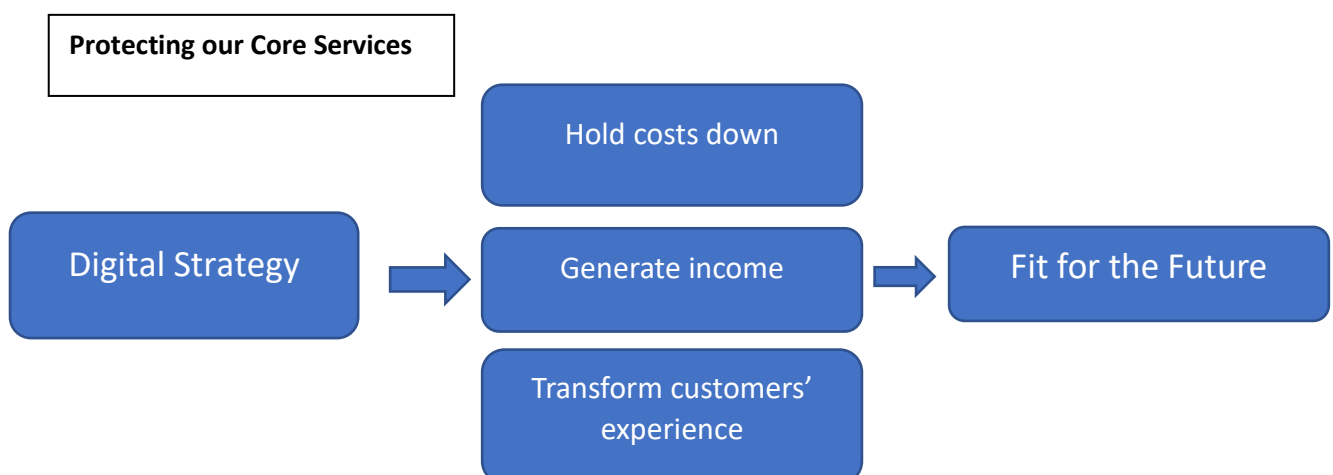 Protecting our Core Services
Hold costs down
Digital Strategy
Generate income
Fit for the Future
Transform customers’
experience